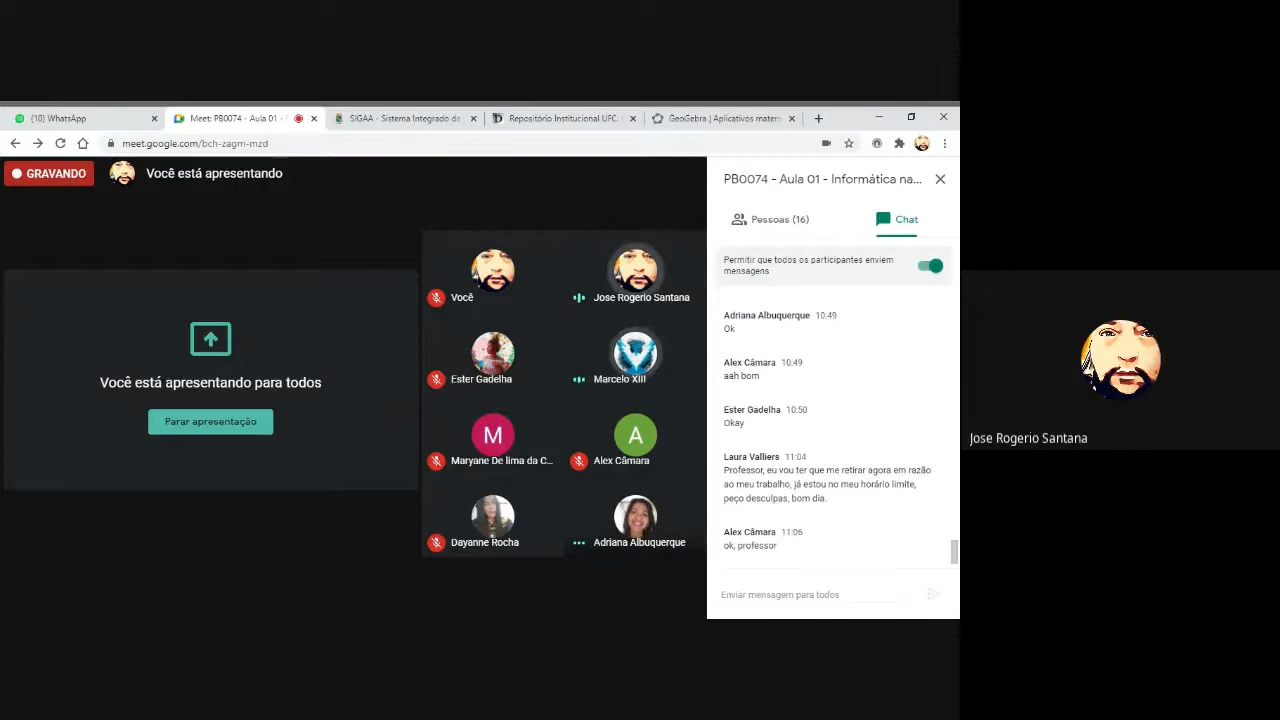 (10) WhatsApp
Meet: PB0074 - Aula 01 -
SIGAA - Sistema Integrado de
Repositório Institucional UFC:
GeoGebra | Aplicativos matem
meet.google.com/bch-zagm-mzd
GRAVANDO
Você está apresentando
Você está apresentando para todos
Parar apresentação
Você
Jose Rogerio Santana
Ester Gadelha
Marcelo XIII
M
A
Maryane De lima da C...
Alex Câmara
Dayanne Rocha
Adriana Albuquerque
PB0074 - Aula 01 - Informática na...
Pessoas (16)
Chat
Permitir que todos os participantes enviem
mensagens
Adriana Albuquerque 10:49
Ok
Alex Câmara 10:49
aah bom
Ester Gadelha 10:50
Okay
Laura Valliers 11:04
Professor, eu vou ter que me retirar agora em razão
ao meu trabalho, já estou no meu horário limite,
peço desculpas, bom dia.
Alex Câmara 11:06
ok, professor
Enviar mensagem para todos
Jose Rogerio Santana